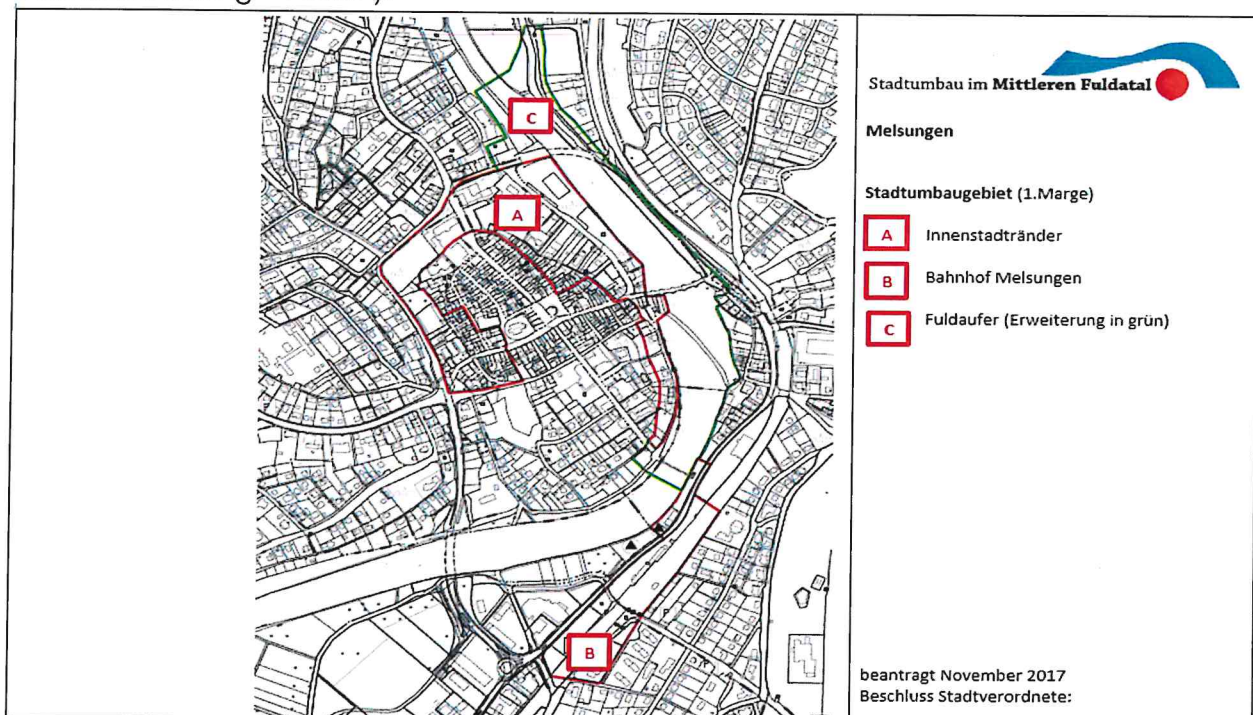 C
A
B
Stadtumbau im Mittleren Fuldatal
Melsungen
Stadtumbaugebiet (1.Marge)
A Innenstadtränder
B Bahnhof Melsungen
C Fuldaufer (Erweiterung in grün)
beantragt November 2017
Beschluss Stadtverordnete: